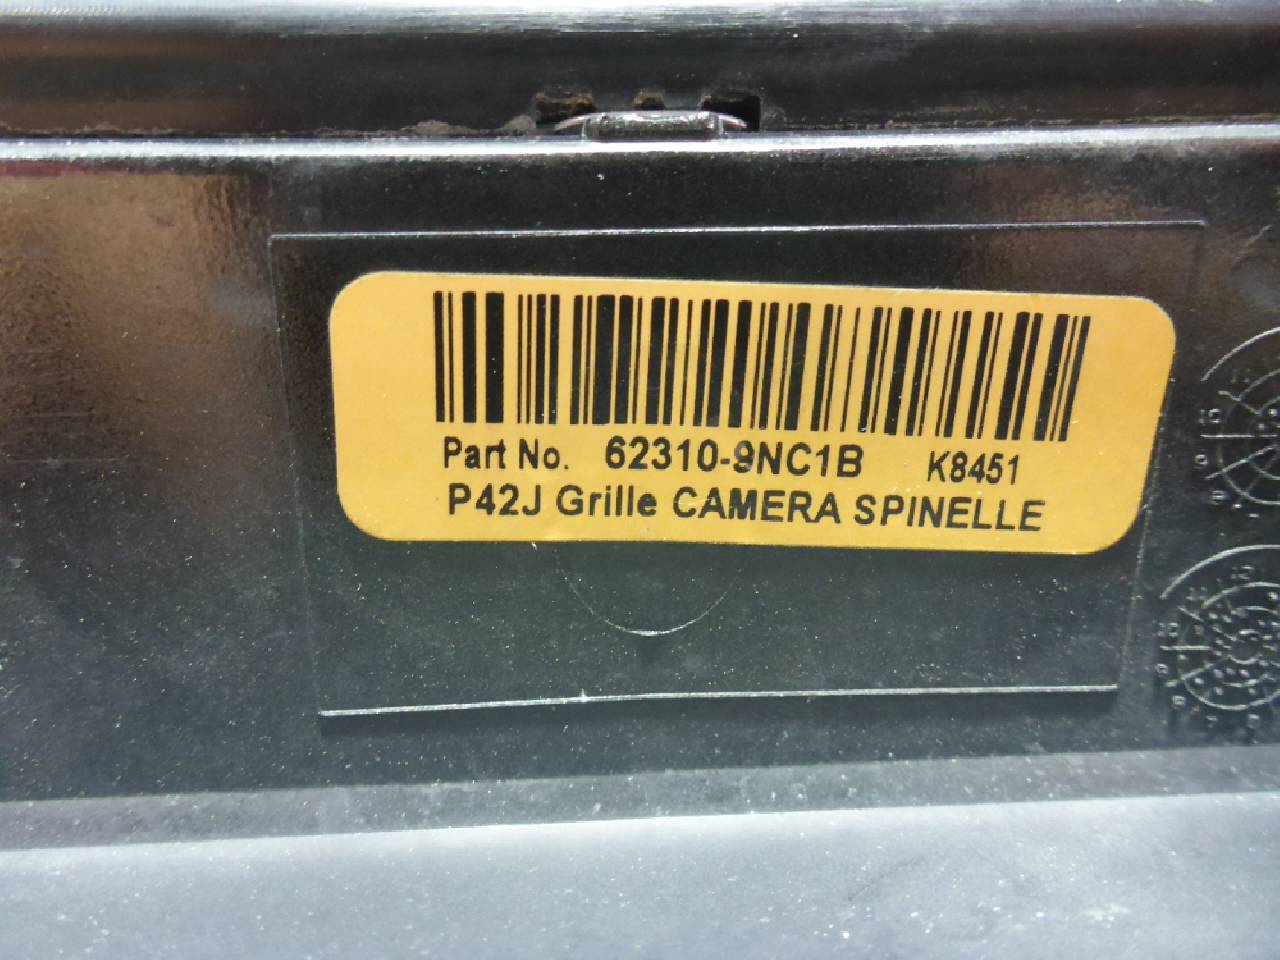 Part No. 62310-9NC1B K8451
P42J Grille CAMERA SPINELLE